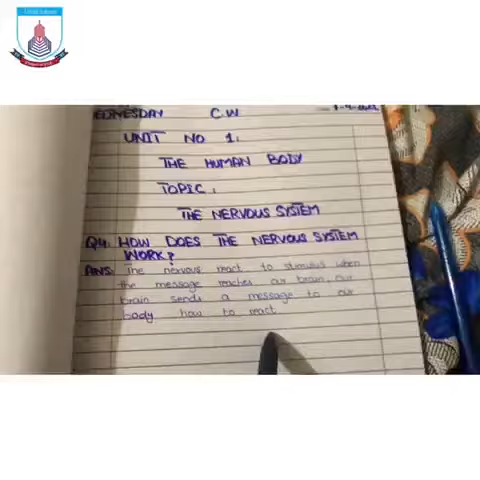 WEDNESDAY C.W
UNIT NO 1.
THE HUMAN BODY
TOPIC.
THE NERVOUS SYSTEM
Q4. HOW DOES THE NERVOUS SYSTEM
WORK?
ANS. The nervous react to stimulus when
the message reaches our brain, our
brain sends a message to our
body how to react